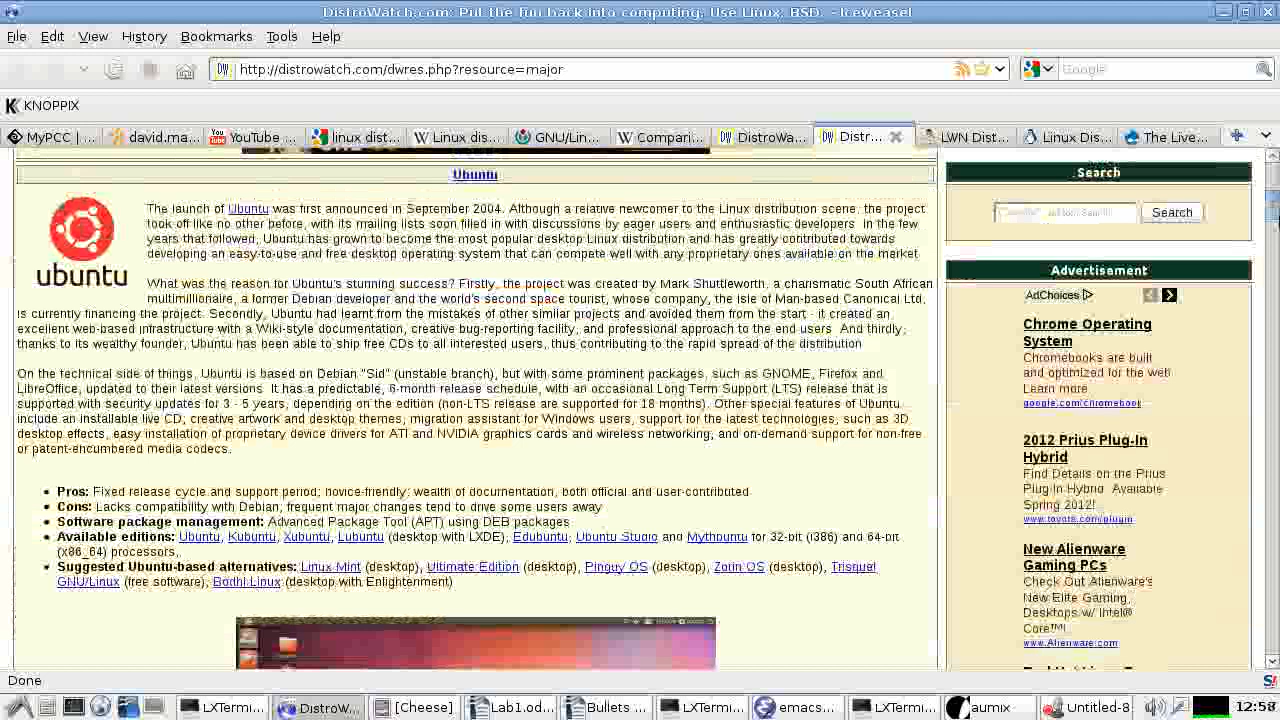 DistroWatch.com: Put the fun back into computing. Use Linux, BSD. - Iceweasel
File Edit View History Bookmarks Tools Help
http://distrowatch.com/dwres.php?resource=major
Google
KNOPPIX
MyPCC | ... david.ma... YouTube ... linux dist... Linux dis... GNU/Lin... Compari... DistroWa... Distr... LWN Dist... Linux Dis... The Live...
Ubuntu
The launch of Ubuntu was first announced in September 2004. Although a relative newcomer to the Linux distribution scene, the project
took off like no other before, with its mailing lists soon filled in with discussions by eager users and enthusiastic developers. In the few
years that followed, Ubuntu has grown to become the most popular desktop Linux distribution and has greatly contributed towards
developing an easy-to-use and free desktop operating system that can compete well with any proprietary ones available on the market.
ubuntu
What was the reason for Ubuntu's stunning success? Firstly, the project was created by Mark Shuttleworth, a charismatic South African
multimillionaire, a former Debian developer and the world's second space tourist, whose company, the Isle of Man-based Canonical Ltd,
is currently financing the project. Secondly, Ubuntu has learnt from the mistakes of other similar projects and avoided them from the start - it created an
excellent web-based infrastructure with a Wiki-style documentation, creative bug-reporting facility, and professional approach to the end users. And thirdly,
thanks to its wealthy founder, Ubuntu has been able to ship free CDs to all interested users, thus contributing to the rapid spread of the distribution.
On the technical side of things, Ubuntu is based on Debian "Sid" (unstable branch), but with some prominent packages, such as GNOME, Firefox and
LibreOffice, updated to their latest versions. It has a predictable, 6-month release schedule, with an occasional Long Term Support (LTS) release that is
supported with security updates for 3 - 5 years, depending on the edition (non-LTS release are supported for 18 months). Other special features of Ubuntu
include an installable live CD, creative artwork and desktop themes, migration assistant for Windows users, support for the latest technologies, such as 3D
desktop effects, easy installation of proprietary device drivers for ATI and NVIDIA graphics cards and wireless networking, and on-demand support for non-free
or patent-encumbered media codecs.
Pros: Fixed release cycle and support period; novice-friendly; wealth of documentation, both official and user-contributed
Cons: Lacks compatibility with Debian; frequent major changes tend to drive some users away
Software package management: Advanced Package Tool (APT) using DEB packages
Available editions: Ubuntu, Kubuntu, Xubuntu, Lubuntu (desktop with LXDE), Edubuntu, Ubuntu Studio and Mythbuntu for 32-bit (i386) and 64-bit
(x86_64) processors,
Suggested Ubuntu-based alternatives: Linux Mint (desktop), Ultimate Edition (desktop), Pinguy OS (desktop), Zorin OS (desktop), Trisquel
GNU/Linux (free software), Bodhi Linux (desktop with Enlightenment)
Search
Search
Advertisement
AdChoices
Chrome Operating
System
Chromebooks are built
and optimized for the web.
Learn more
google.com/chromebook
2012 Prius Plug-In
Hybrid
Find Details on the Prius
Plug-In Hybrid. Available
Spring 2012!
www.toyota.com/plugin
New Alienware
Gaming PCs
Check Out Alienware's
New Elite Gaming
Desktops w/ Intel®
Core™!
www.Alienware.com
Done
LXTermi... DistroW... [Cheese] Lab1.od... Bullets ... LXTermi... emacs... LXTermi... aumix Untitled-8 12:58